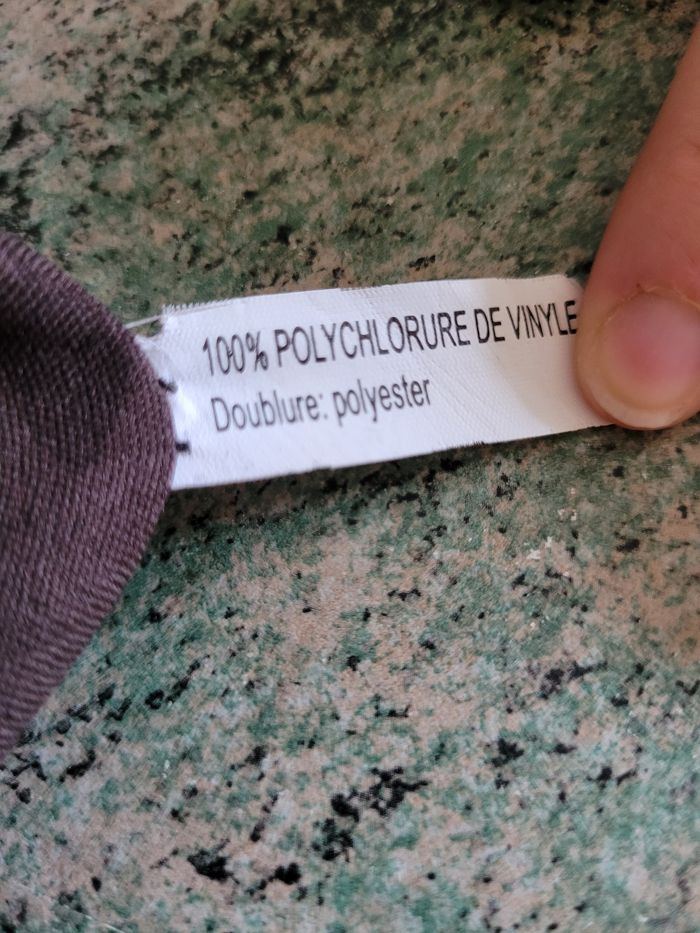 100% POLYCHLORURE DE VINYLE
Doublure: polyester